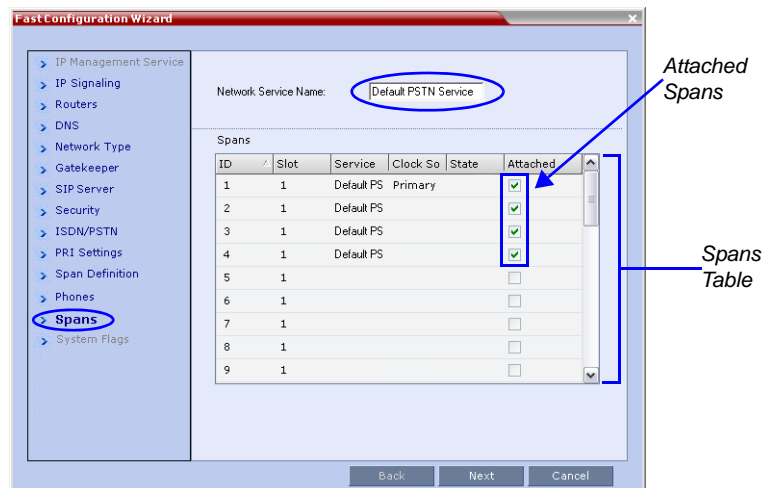 Fast Configuration Wizard
IP Management Service
IP Signaling
Routers
DNS
Network Type
Gatekeeper
SIP Server
Security
ISDN/PSTN
PRI Settings
Span Definition
Phones
Spans
System Flags
Network Service Name: Default PSTN Service
Spans
ID Slot Service Clock So State Attached
1 1 Default PS Primary
2 1 Default PS
3 1 Default PS
4 1 Default PS
5 1
6 1
7 1
8 1
9 1
Back Next Cancel
Attached
Spans
Spans
Table